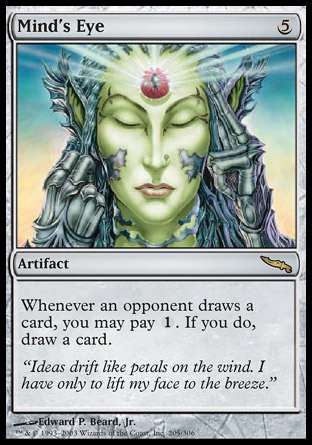 Mind's Eye 5
Artifact
Whenever an opponent draws a
card, you may pay 1 . If you do,
draw a card.
“Ideas drift like petals on the wind. I
have only to lift my face to the breeze.”
Edward P. Beard, Jr.
™ & © 1993–2003 Wizards of the Coast, Inc. 205/306